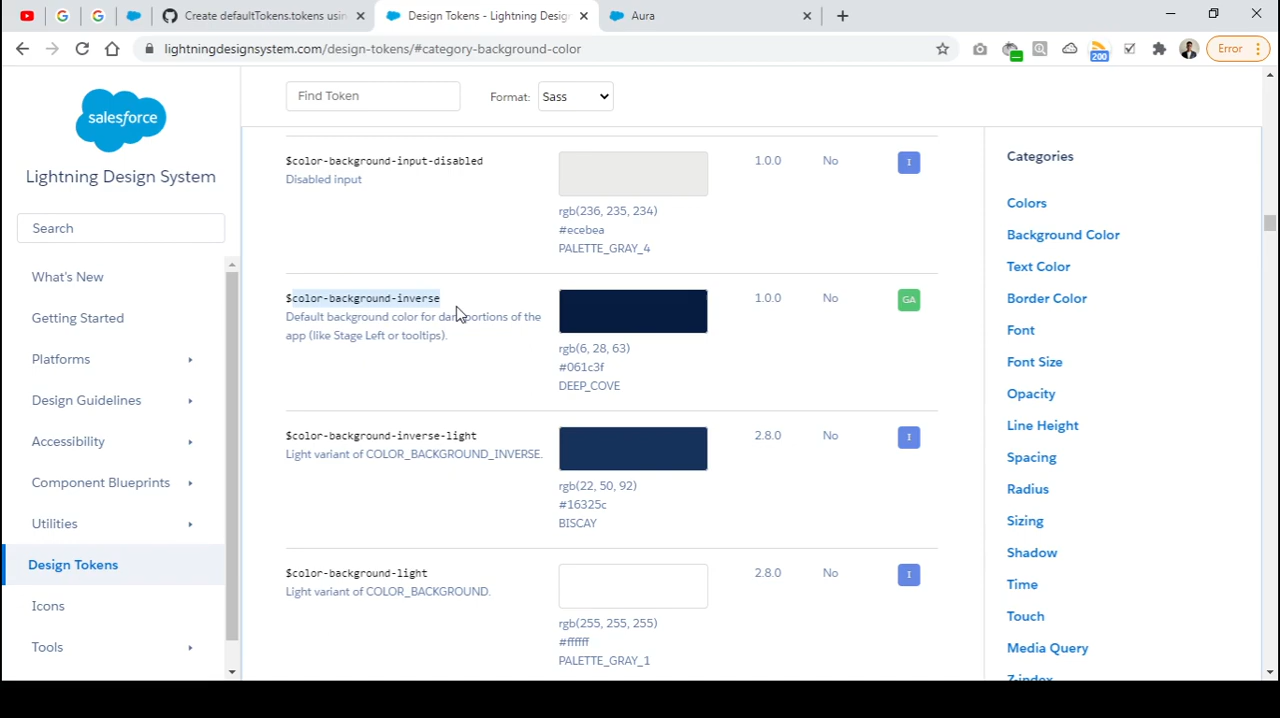 Create defaultTokens.tokens usin
Design Tokens - Lightning Desig
Aura
lightningdesignsystem.com/design-tokens/#category-background-color
200
Error
salesforce
Lightning Design System
Search
What's New
Getting Started
Platforms
Design Guidelines
Accessibility
Component Blueprints
Utilities
Design Tokens
Icons
Tools
Find Token
Format:
Sass
$color-background-input-disabled
Disabled input
rgb(236, 235, 234)
#ecebea
PALETTE_GRAY_4
1.0.0
No
I
$color-background-inverse
Default background color for dark portions of the
app (like Stage Left or tooltips).
rgb(6, 28, 63)
#061c3f
DEEP_COVE
1.0.0
No
GA
$color-background-inverse-light
Light variant of COLOR_BACKGROUND_INVERSE.
rgb(22, 50, 92)
#16325c
BISCAY
2.8.0
No
I
$color-background-light
Light variant of COLOR_BACKGROUND.
rgb(255, 255, 255)
#ffffff
PALETTE_GRAY_1
2.8.0
No
I
Categories
Colors
Background Color
Text Color
Border Color
Font
Font Size
Opacity
Line Height
Spacing
Radius
Sizing
Shadow
Time
Touch
Media Query
Z-index